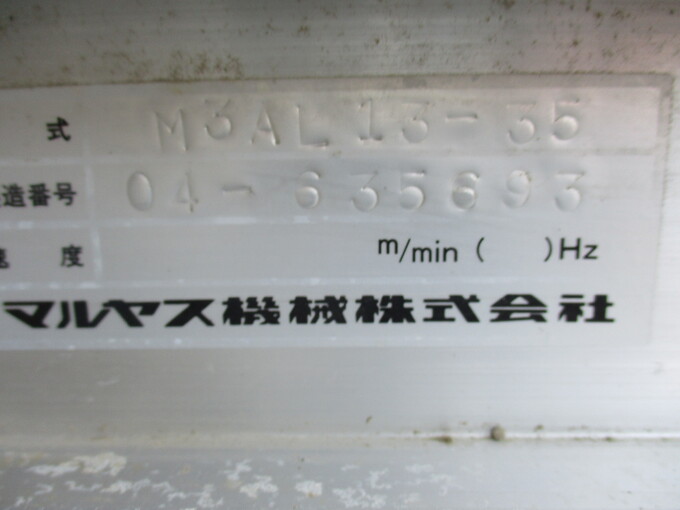 式 M3AL13-35
造番号 04-635693
度 m/min ( )Hz
マルヤス機械株式会社